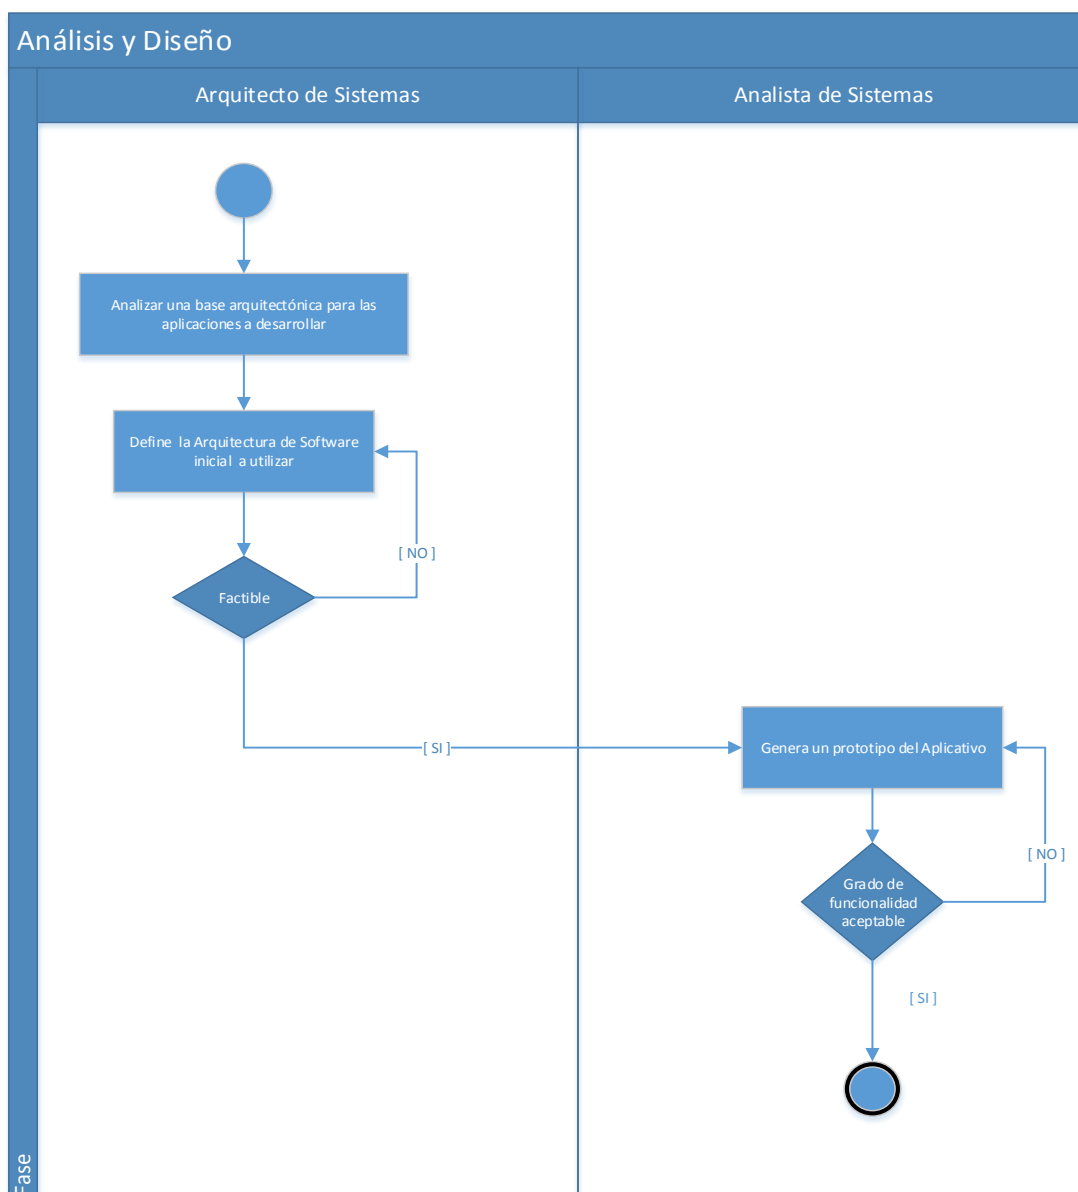 Análisis y Diseño
Arquitecto de Sistemas
Analista de Sistemas
Analizar una base arquitectónica para las
aplicaciones a desarrollar
Define la Arquitectura de Software
inicial a utilizar
[ NO ]
Factible
[ SI ]
Genera un prototipo del Aplicativo
[ NO ]
Grado de
funcionalidad
aceptable
[ SI ]
Fase